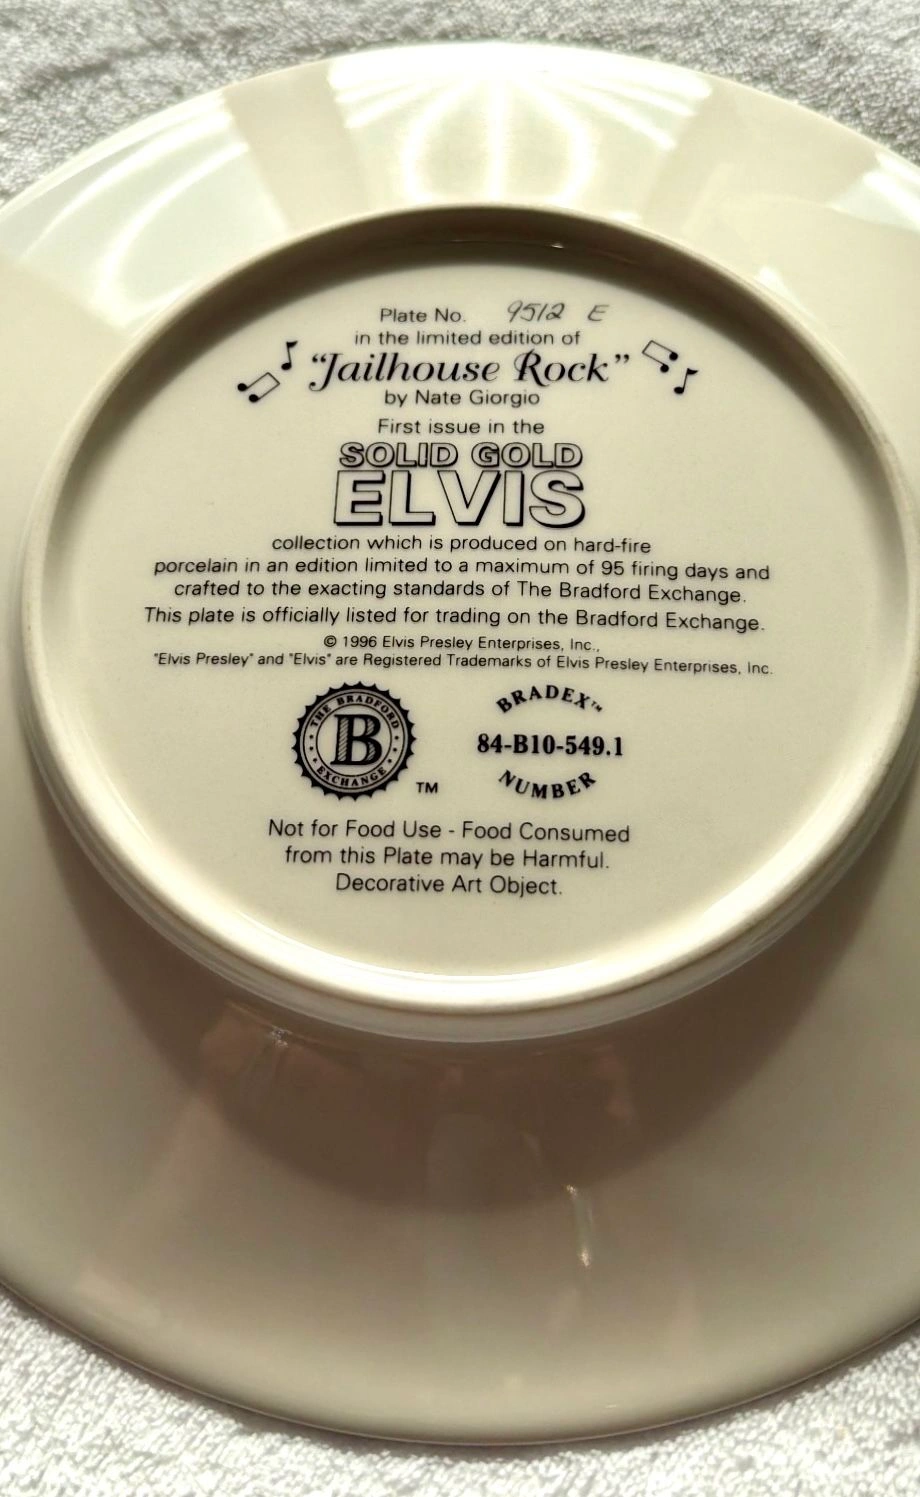 Plate No. 9512 E
in the limited edition of
"Jailhouse Rock"
by Nate Giorgio
First issue in the
SOLID GOLD
ELVIS
collection which is produced on hard-fire
porcelain in an edition limited to a maximum of 95 firing days and
crafted to the exacting standards of The Bradford Exchange.
This plate is officially listed for trading on the Bradford Exchange.
© 1996 Elvis Presley Enterprises, Inc.,
"Elvis Presley" and "Elvis" are Registered Trademarks of Elvis Presley Enterprises, Inc.
THE BRADFORD
B
EXCHANGE
TM
BRADEX™
84-B10-549.1
NUMBER
Not for Food Use - Food Consumed
from this Plate may be Harmful.
Decorative Art Object.